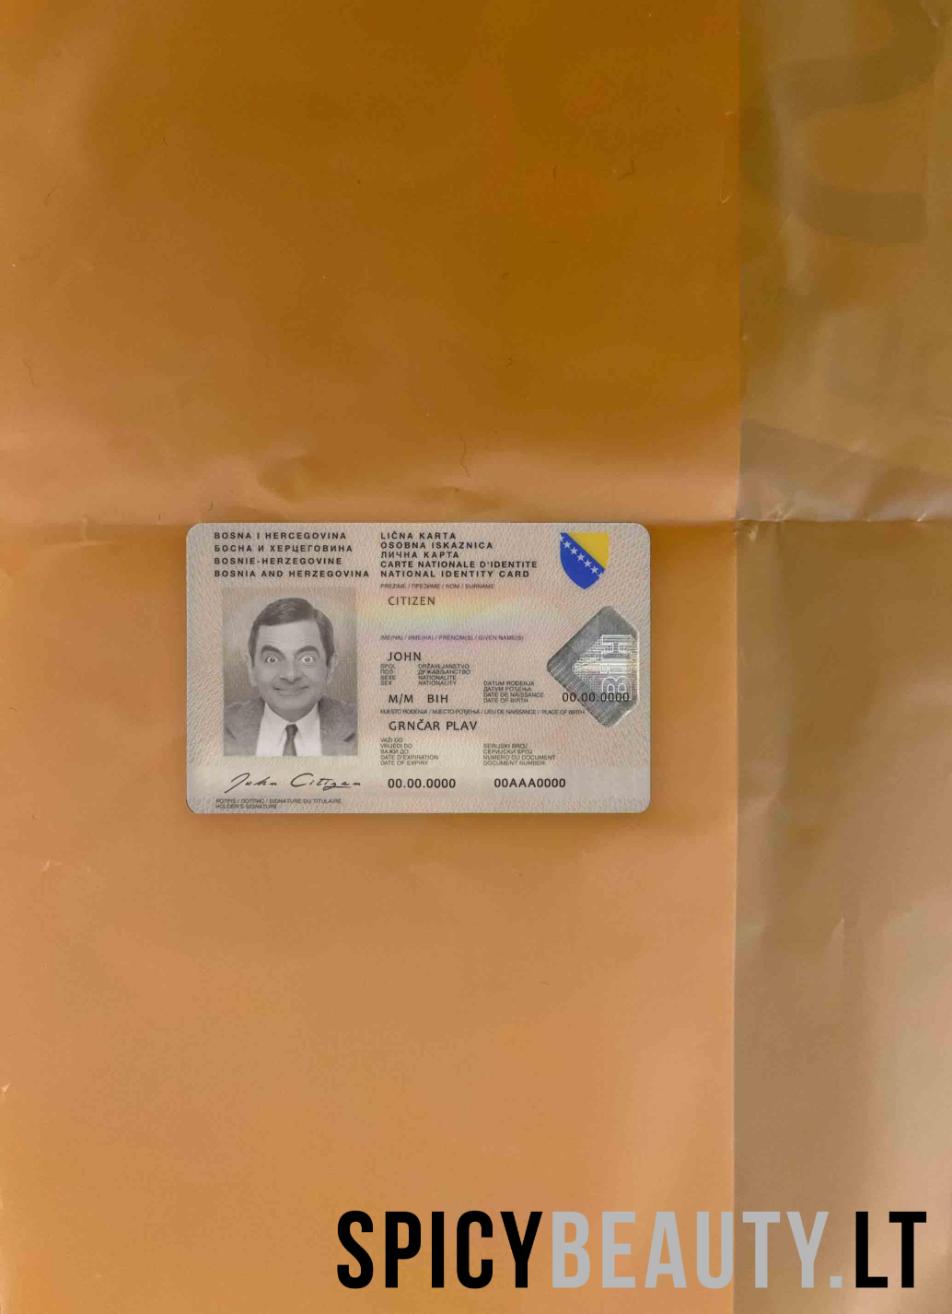 BOSNA I HERCEGOVINA
БОСНА И ХЕРЦЕГОВИНА
BOSNIE-HERZEGOVINE
BOSNIA AND HERZEGOVINA
LIČNA KARTA
OSOBNA ISKAZNICA
ЛИЧНА КАРТА
CARTE NATIONALE D'IDENTITE
NATIONAL IDENTITY CARD
PREZIME / ПРЕЗИМЕ / NOM / SURNAME
CITIZEN
IME(NA) / ИМЕ(НА) / PRENOM(S) / GIVEN NAME(S)
JOHN
SPOL
ПОЛ
SEXE
SEX
DRŽAVLJANSTVO
ДРЖАВЉАНСТВО
NATIONALITE
NATIONALITY
DATUM ROĐENJA
ДАТУМ РОЂЕЊА
DATE DE NAISSANCE
DATE OF BIRTH
M/M BIH
00.00.0000
BIH
MJESTO ROĐENJA / МЈЕСТО РОЂЕЊА / LIEU DE NAISSANCE / PLACE OF BIRTH
GRNČAR PLAV
VAŽI DO
VRIJEDI DO
ВАЖИ ДО
DATE D'EXPIRATION
DATE OF EXPIRY
SERIJSKI BROJ
СЕРИЈСКИ БРОЈ
NUMERO DU DOCUMENT
DOCUMENT NUMBER
00.00.0000
00AAA0000
John Citizen
POTPIS / ПОТПИС / SIGNATURE DU TITULAIRE
HOLDER'S SIGNATURE
SPICYBEAUTY.LT